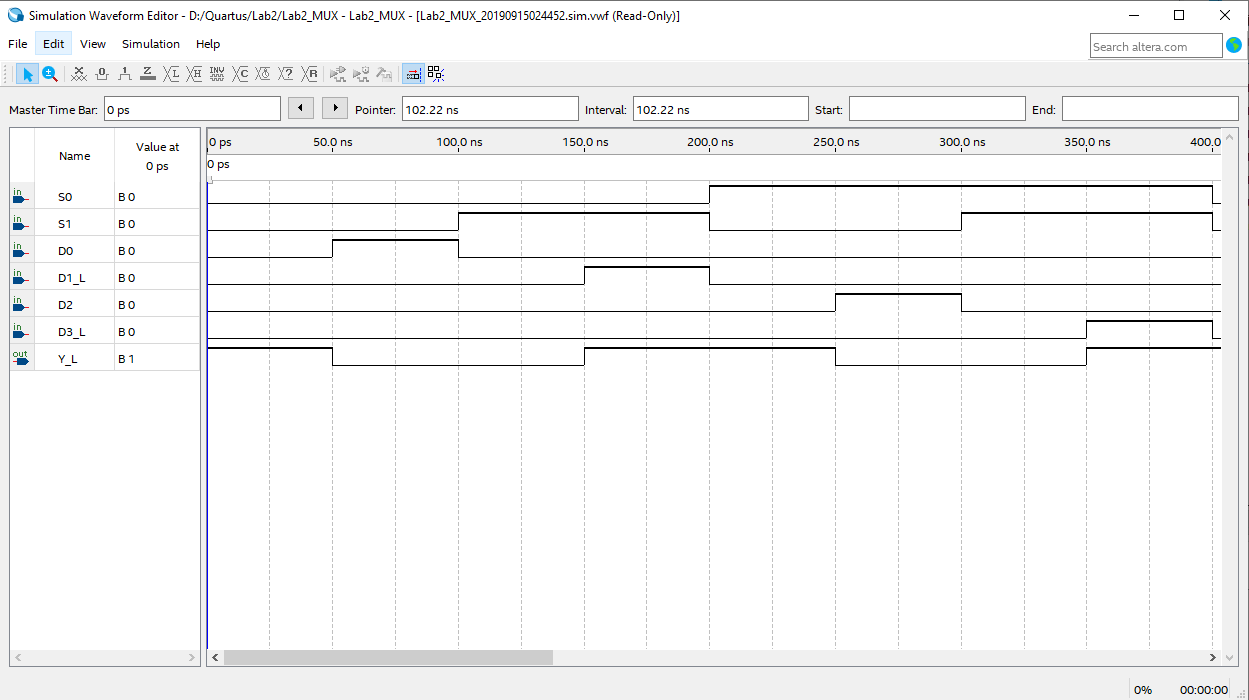 Simulation Waveform Editor - D:/Quartus/Lab2/Lab2_MUX - Lab2_MUX - [Lab2_MUX_20190915024452.sim.vwf (Read-Only)]
File Edit View Simulation Help
Search altera.com
Master Time Bar: 0 ps Pointer: 102.22 ns Interval: 102.22 ns Start: End:
Name
Value at
0 ps
0 ps 50.0 ns 100.0 ns 150.0 ns 200.0 ns 250.0 ns 300.0 ns 350.0 ns 400.0
0 ps
in S0 B 0
in S1 B 0
in D0 B 0
in D1_L B 0
in D2 B 0
in D3_L B 0
out Y_L B 1
0% 00:00:00